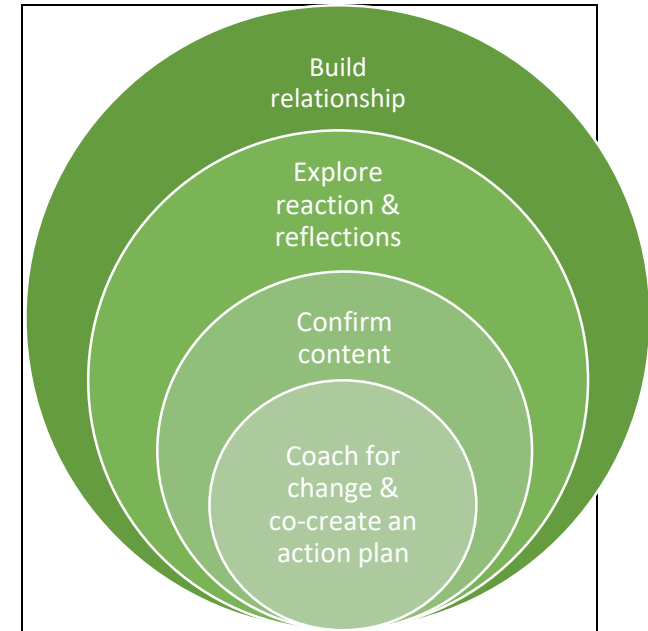 Build
relationship
Explore
reaction &
reflections
Confirm
content
Coach for
change &
co-create an
action plan